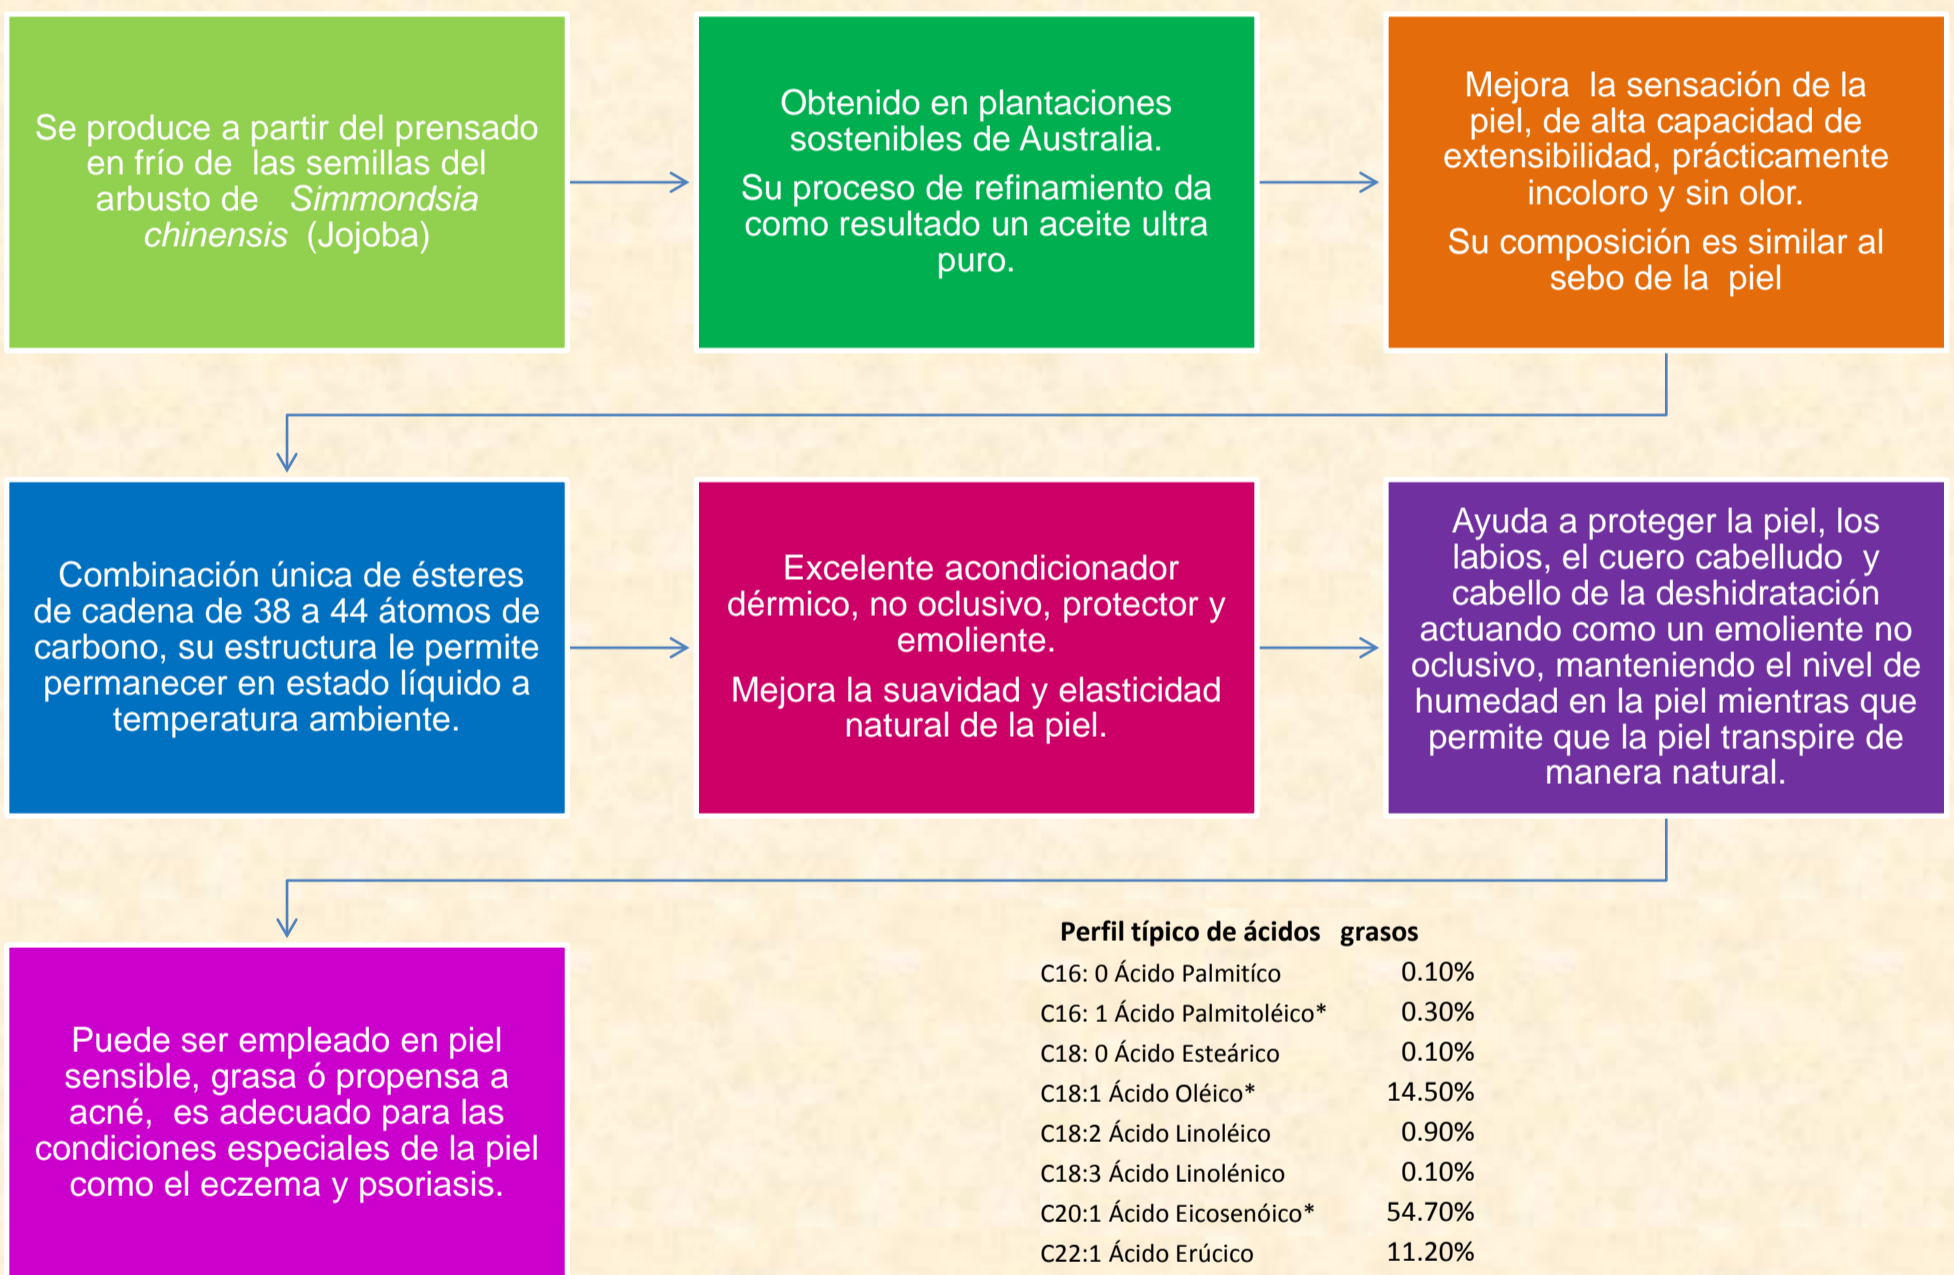 Se produce a partir del prensado
en frío de las semillas del
arbusto de Simmondsia
chinensis (Jojoba)
Obtenido en plantaciones
sostenibles de Australia.
Su proceso de refinamiento da
como resultado un aceite ultra
puro.
Mejora la sensación de la
piel, de alta capacidad de
extensibilidad, prácticamente
incoloro y sin olor.
Su composición es similar al
sebo de la piel
Combinación única de ésteres
de cadena de 38 a 44 átomos de
carbono, su estructura le permite
permanecer en estado líquido a
temperatura ambiente.
Excelente acondicionador
dérmico, no oclusivo, protector y
emoliente.
Mejora la suavidad y elasticidad
natural de la piel.
Ayuda a proteger la piel, los
labios, el cuero cabelludo y
cabello de la deshidratación
actuando como un emoliente no
oclusivo, manteniendo el nivel de
humedad en la piel mientras que
permite que la piel transpire de
manera natural.
Puede ser empleado en piel
sensible, grasa ó propensa a
acné, es adecuado para las
condiciones especiales de la piel
como el eczema y psoriasis.
Perfil típico de ácidos grasos
C16: 0 Ácido Palmitíco 0.10%
C16: 1 Ácido Palmitoléico* 0.30%
C18: 0 Ácido Esteárico 0.10%
C18:1 Ácido Oléico* 14.50%
C18:2 Ácido Linoléico 0.90%
C18:3 Ácido Linolénico 0.10%
C20:1 Ácido Eicosenóico* 54.70%
C22:1 Ácido Erúcico 11.20%